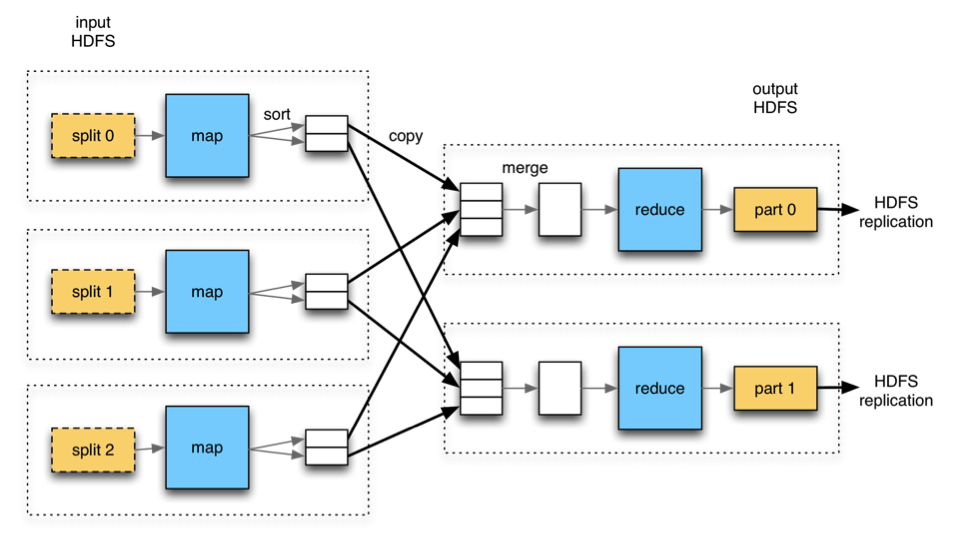 input
HDFS
output
HDFS
split 0
map
sort
copy
merge
reduce
part 0
HDFS
replication
split 1
map
reduce
part 1
HDFS
replication
split 2
map